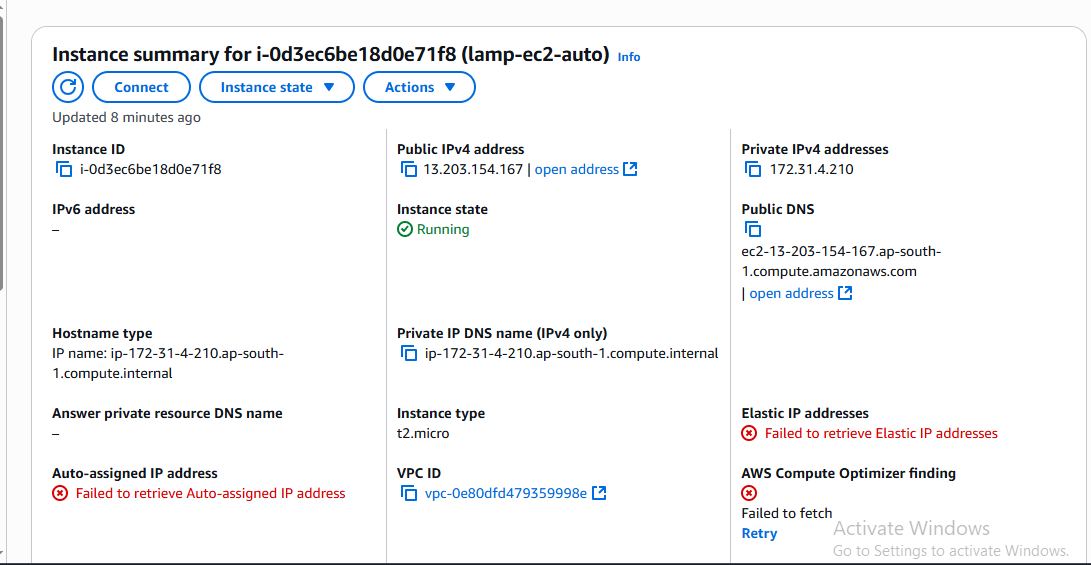 Instance summary for i-0d3ec6be18d0e71f8 (lamp-ec2-auto) Info
Connect Instance state Actions
Updated 8 minutes ago
Instance ID
i-0d3ec6be18d0e71f8
Public IPv4 address
13.203.154.167 | open address
Private IPv4 addresses
172.31.4.210
IPv6 address
–
Instance state
Running
Public DNS
ec2-13-203-154-167.ap-south-
1.compute.amazonaws.com
| open address
Hostname type
IP name: ip-172-31-4-210.ap-south-
1.compute.internal
Private IP DNS name (IPv4 only)
ip-172-31-4-210.ap-south-1.compute.internal
Answer private resource DNS name
–
Instance type
t2.micro
Elastic IP addresses
Failed to retrieve Elastic IP addresses
Auto-assigned IP address
Failed to retrieve Auto-assigned IP address
VPC ID
vpc-0e80dfd479359998e
AWS Compute Optimizer finding
Failed to fetch
Retry
Activate Windows
Go to Settings to activate Windows.